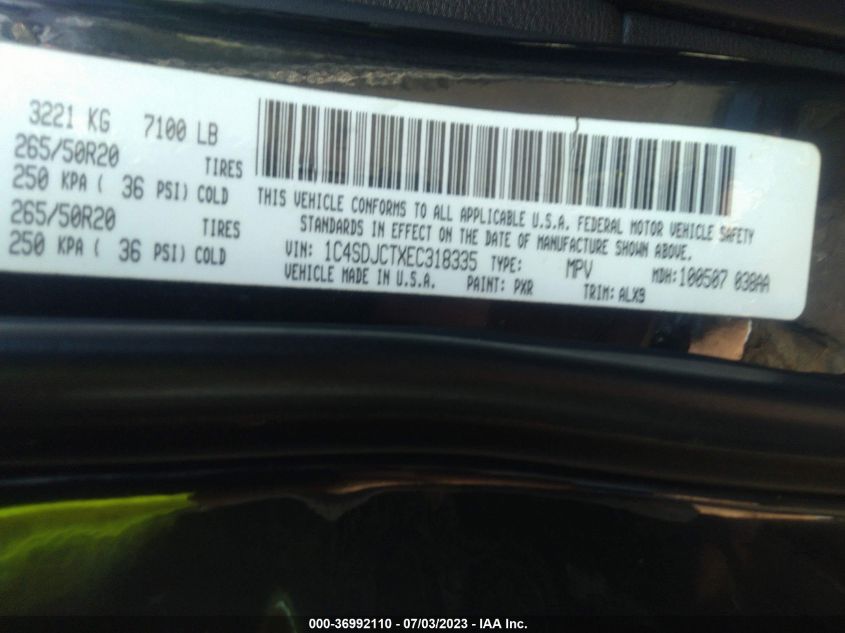 3221 KG 7100 LB
265/50R20 TIRES
250 KPA ( 36 PSI) COLD
265/50R20 TIRES
250 KPA ( 36 PSI) COLD
THIS VEHICLE CONFORMS TO ALL APPLICABLE U.S.A. FEDERAL MOTOR VEHICLE SAFETY
STANDARDS IN EFFECT ON THE DATE OF MANUFACTURE SHOWN ABOVE.
VIN: 1C4SDJCTXEC318335 TYPE: MPV MDH:100507 038AA
VEHICLE MADE IN U.S.A. PAINT: PXR TRIM: ALX9
000-36992110 - 07/03/2023 - IAA Inc.